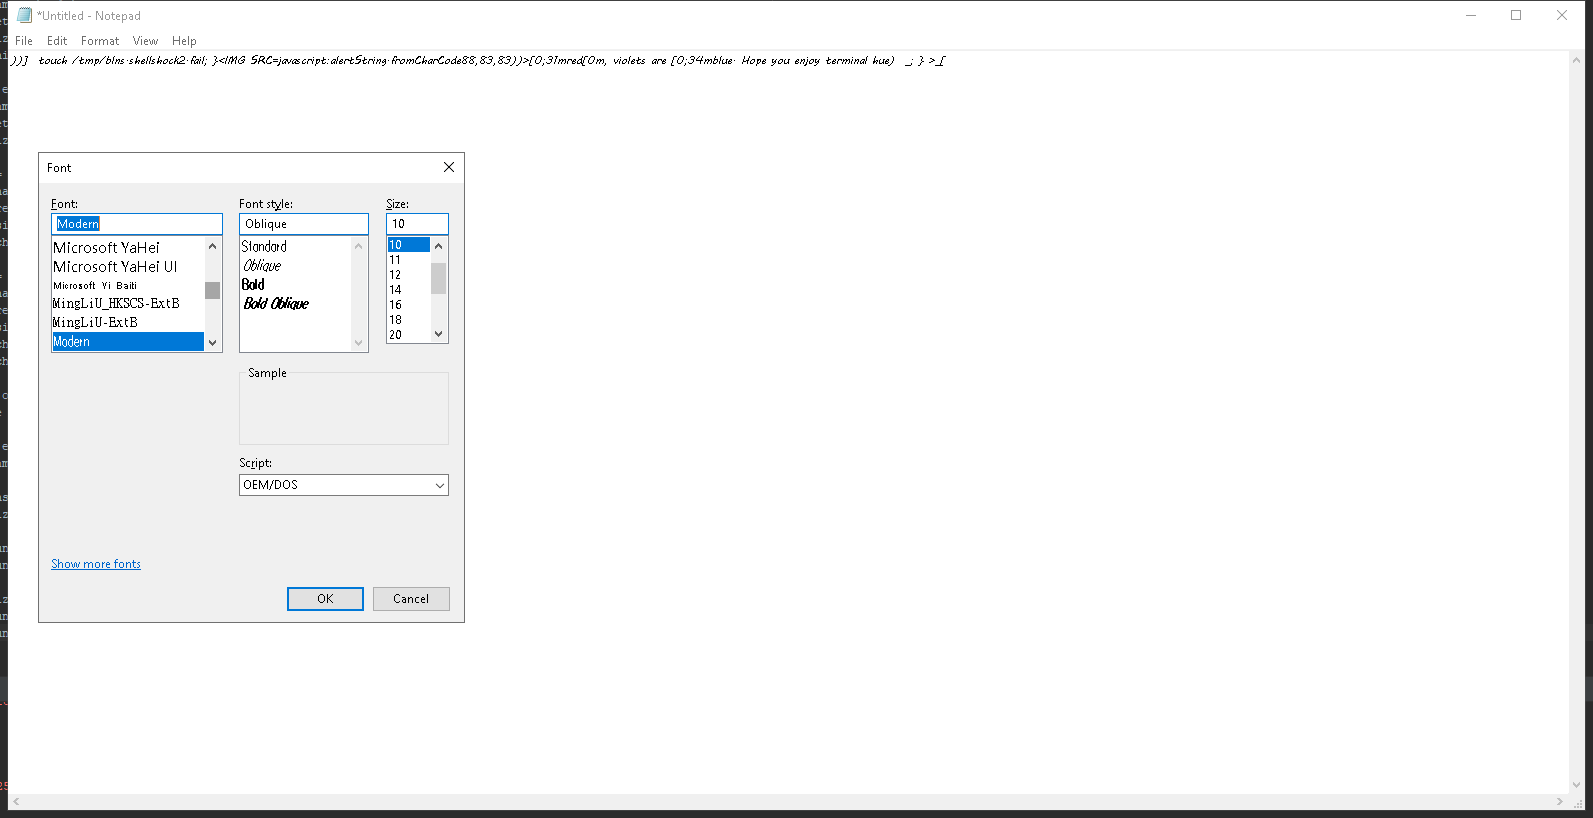 *Untitled - Notepad
File Edit Format View Help
))} touch /tmp/blns.shellshock2.fail; }<IMG SRC=javascript:alertString.fromCharCode88,83,83))>[0;31mred[0m, violets are [0;34mblue. Hope you enjoy terminal hue) _; } >_[
Font
Font: Font style: Size:
Modern Oblique 10
Microsoft YaHei
Microsoft YaHei UI
Microsoft Yi Baiti
MingLiU_HKSCS-ExtB
MingLiU-ExtB
Modern
Standard
Oblique
Bold
Bold Oblique
10
11
12
14
16
18
20
Sample
Script:
OEM/DOS
Show more fonts
OK Cancel